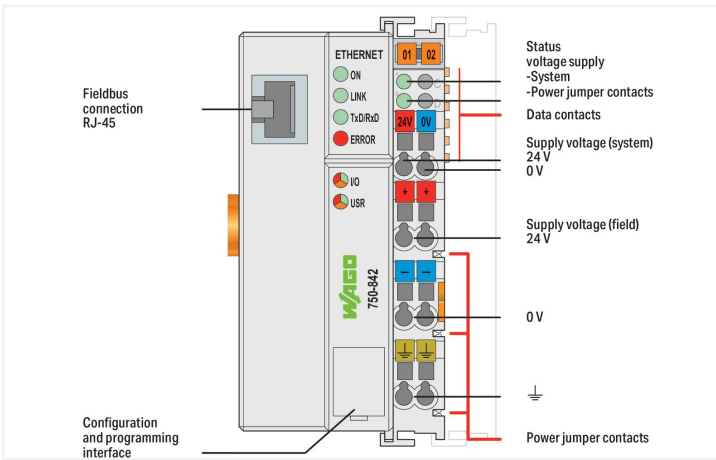 Fieldbus
connection
RJ-45
Configuration
and programming
interface
ETHERNET
ON
LINK
TxD/RxD
ERROR
I/O
USR
WAGO
750-842
01 02
24V 0V
+ +
— —
Status
voltage supply
-System
-Power jumper contacts
Data contacts
Supply voltage (system)
24 V
0 V
Supply voltage (field)
24 V
0 V
Power jumper contacts